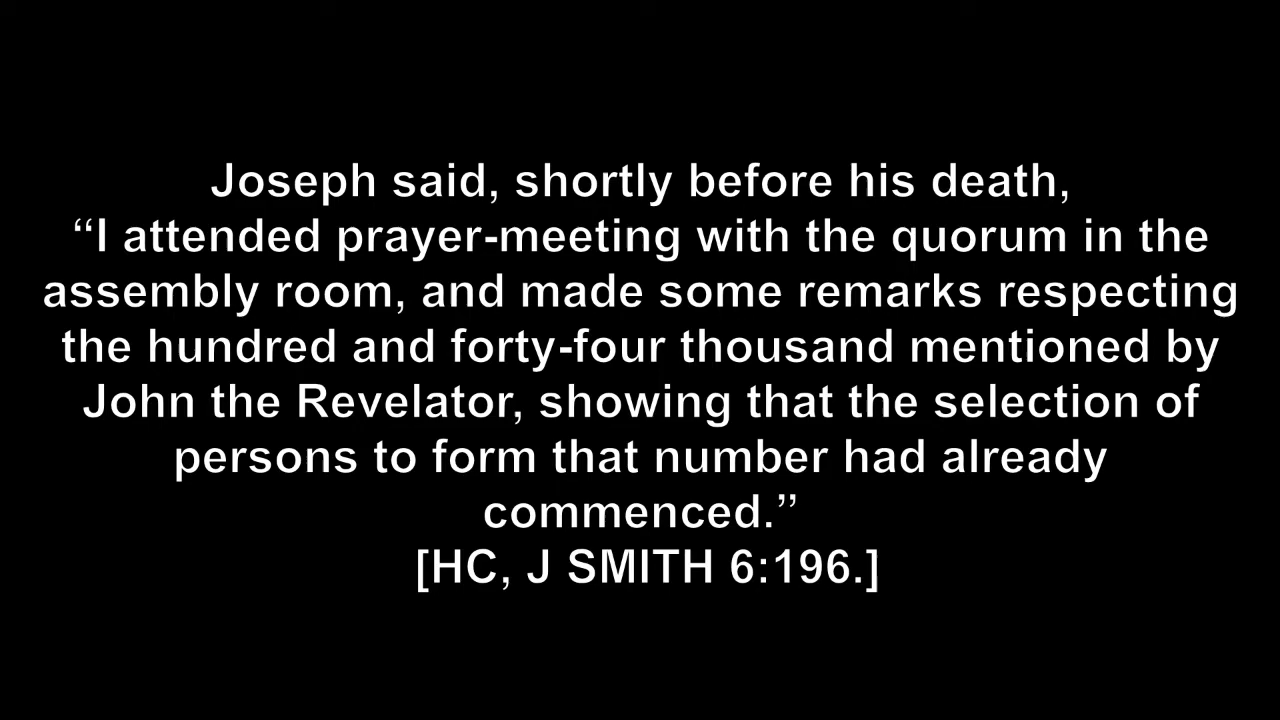 Joseph said, shortly before his death,
“I attended prayer-meeting with the quorum in the
assembly room, and made some remarks respecting
the hundred and forty-four thousand mentioned by
John the Revelator, showing that the selection of
persons to form that number had already
commenced.”
[HC, J SMITH 6:196.]